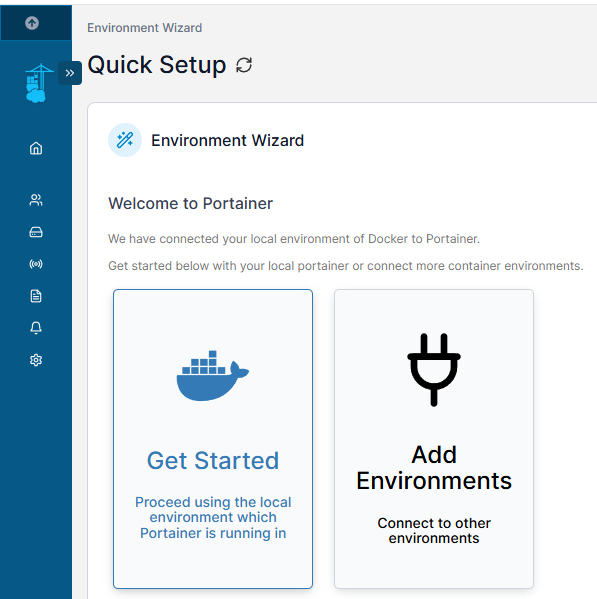 Environment Wizard
Quick Setup
Environment Wizard
Welcome to Portainer
We have connected your local environment of Docker to Portainer.
Get started below with your local portainer or connect more container environments.
Get Started
Proceed using the local
environment which
Portainer is running in
Add
Environments
Connect to other
environments